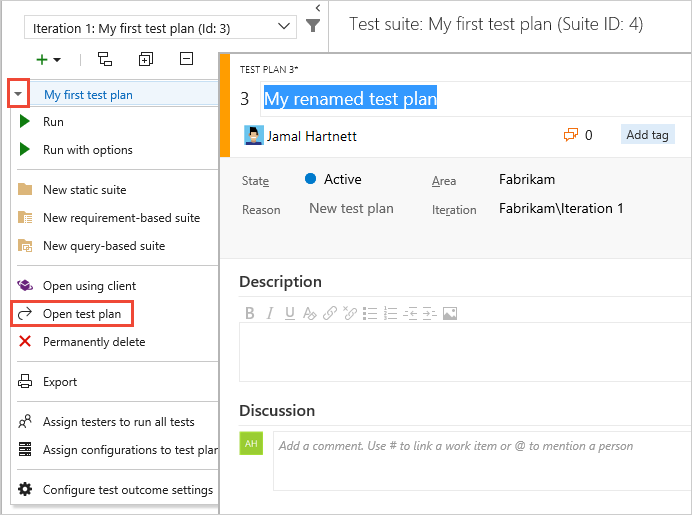 Iteration 1: My first test plan (Id: 3)
Test suite: My first test plan (Suite ID: 4)
My first test plan
Run
Run with options
New static suite
New requirement-based suite
New query-based suite
Open using client
Open test plan
Permanently delete
Export
Assign testers to run all tests
Assign configurations to test plan
Configure test outcome settings
TEST PLAN 3*
3 My renamed test plan
Jamal Hartnett 0 Add tag
State Active Area Fabrikam
Reason New test plan Iteration Fabrikam\Iteration 1
Description
B I U
Discussion
AH Add a comment. Use # to link a work item or @ to mention a person